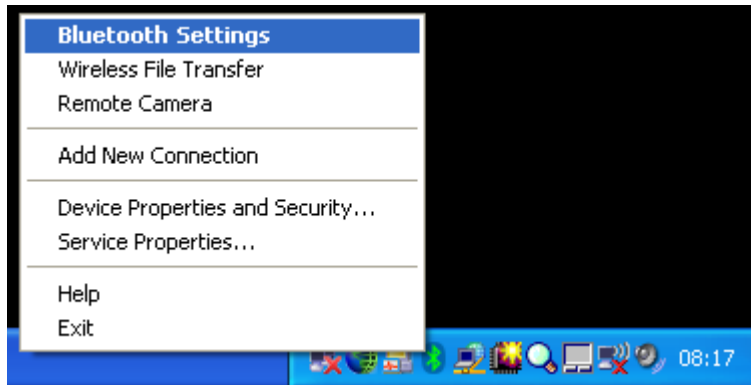 Bluetooth Settings
Wireless File Transfer
Remote Camera
Add New Connection
Device Properties and Security...
Service Properties...
Help
Exit
08:17